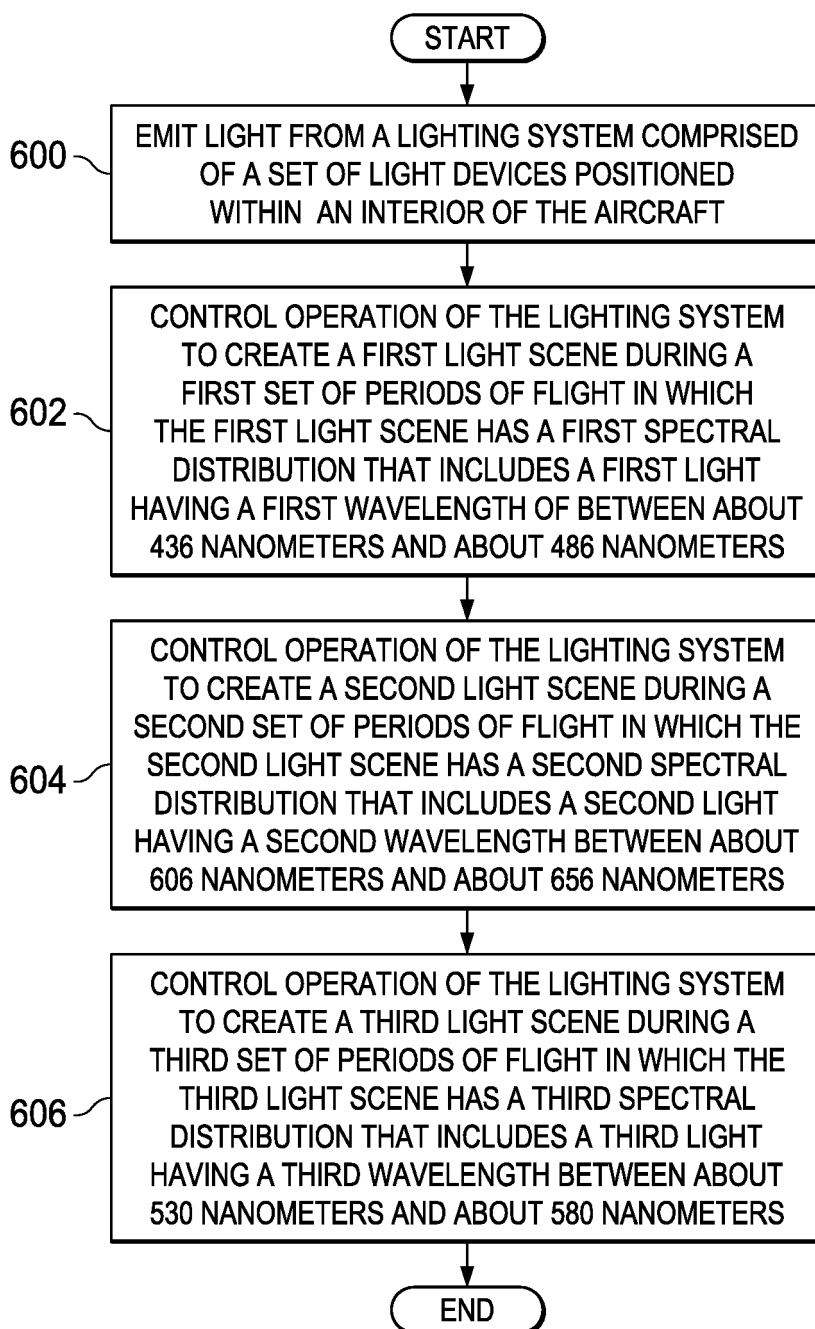 START
600
EMIT LIGHT FROM A LIGHTING SYSTEM COMPRISED
OF A SET OF LIGHT DEVICES POSITIONED
WITHIN AN INTERIOR OF THE AIRCRAFT
602
CONTROL OPERATION OF THE LIGHTING SYSTEM
TO CREATE A FIRST LIGHT SCENE DURING A
FIRST SET OF PERIODS OF FLIGHT IN WHICH
THE FIRST LIGHT SCENE HAS A FIRST SPECTRAL
DISTRIBUTION THAT INCLUDES A FIRST LIGHT
HAVING A FIRST WAVELENGTH OF BETWEEN ABOUT
436 NANOMETERS AND ABOUT 486 NANOMETERS
604
CONTROL OPERATION OF THE LIGHTING SYSTEM
TO CREATE A SECOND LIGHT SCENE DURING A
SECOND SET OF PERIODS OF FLIGHT IN WHICH THE
SECOND LIGHT SCENE HAS A SECOND SPECTRAL
DISTRIBUTION THAT INCLUDES A SECOND LIGHT
HAVING A SECOND WAVELENGTH BETWEEN ABOUT
606 NANOMETERS AND ABOUT 656 NANOMETERS
606
CONTROL OPERATION OF THE LIGHTING SYSTEM
TO CREATE A THIRD LIGHT SCENE DURING A
THIRD SET OF PERIODS OF FLIGHT IN WHICH THE
THIRD LIGHT SCENE HAS A THIRD SPECTRAL
DISTRIBUTION THAT INCLUDES A THIRD LIGHT
HAVING A THIRD WAVELENGTH BETWEEN ABOUT
530 NANOMETERS AND ABOUT 580 NANOMETERS
END